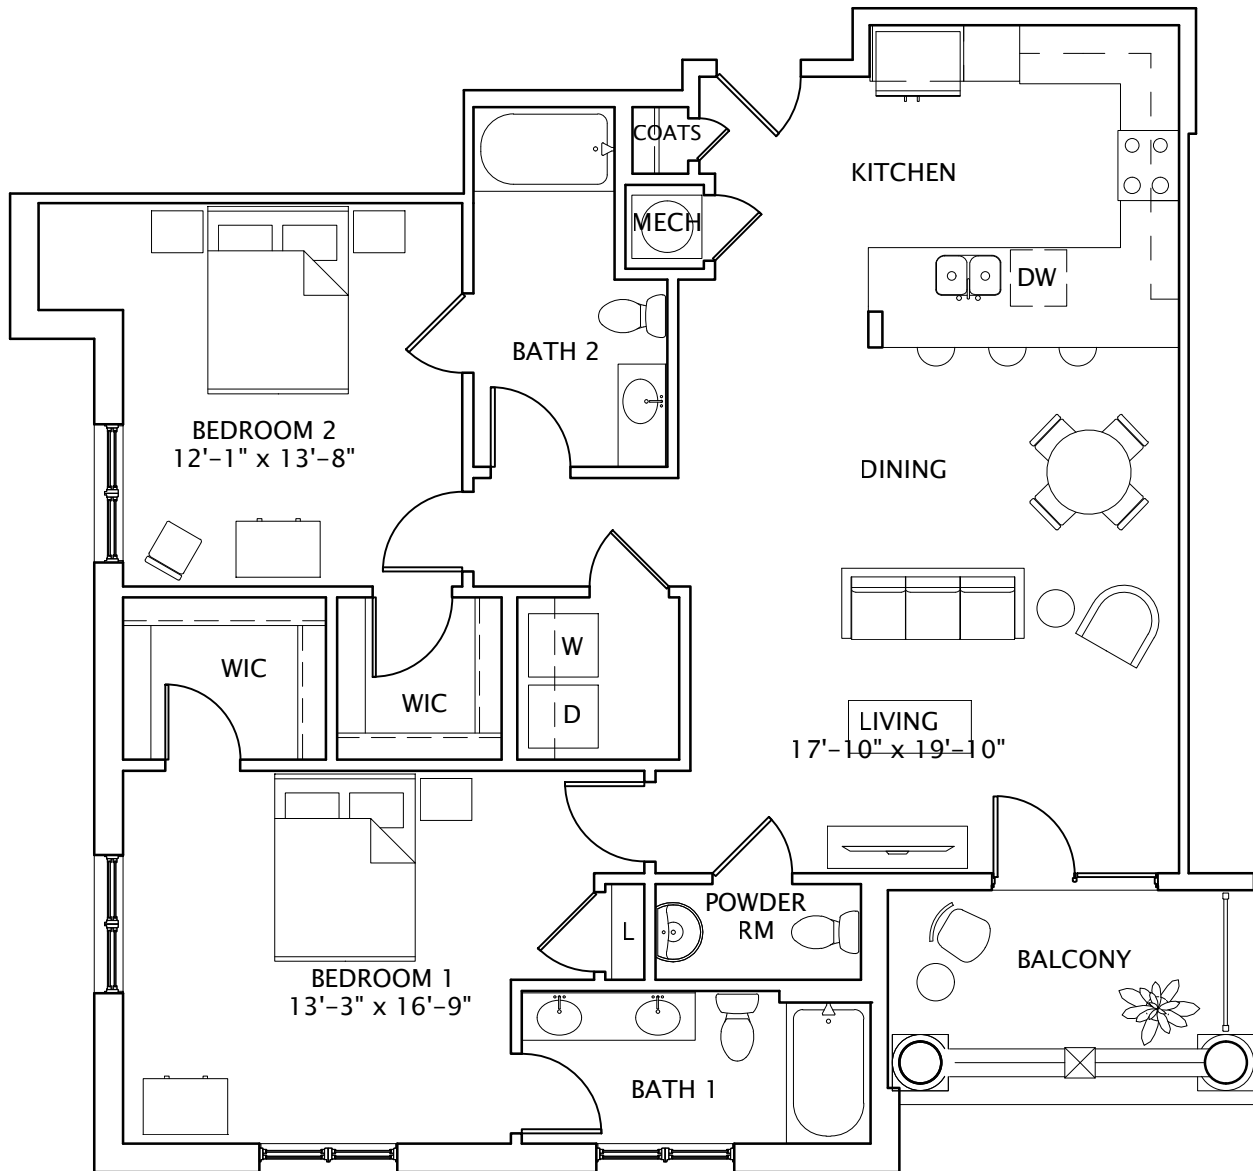 COATS
KITCHEN
MECH
DW
BATH 2
BEDROOM 2
12'-1" x 13'-8"
DINING
W
WIC
WIC
D
LIVING
17'-10" x 19'-10"
POWDER
RM
L
BALCONY
BEDROOM 1
13'-3" x 16'-9"
BATH 1